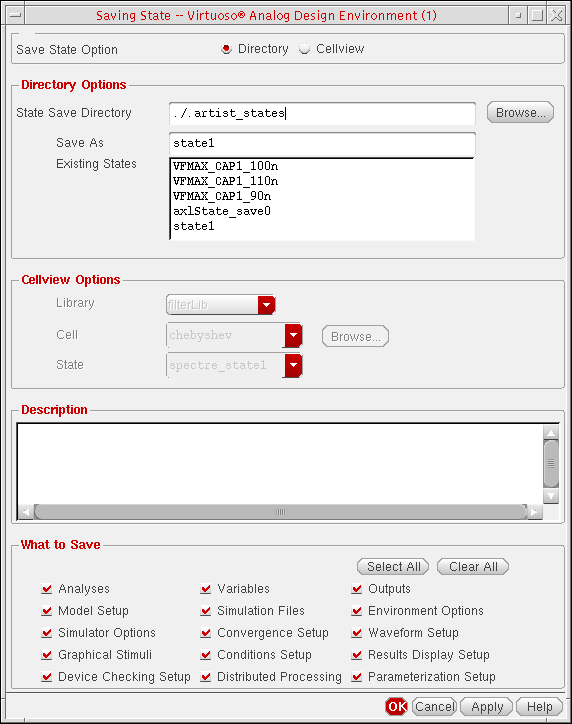 Saving State -- Virtuoso® Analog Design Environment (1)
Save State Option Directory Cellview
Directory Options
State Save Directory ./.artist_states Browse...
Save As state1
Existing States VFMAX_CAP1_100n
VFMAX_CAP1_110n
VFMAX_CAP1_90n
axlState_save0
state1
Cellview Options
Library filterLib
Cell chebyshev Browse...
State spectre_state1
Description
What to Save
Select All Clear All
Analyses Variables Outputs
Model Setup Simulation Files Environment Options
Simulator Options Convergence Setup Waveform Setup
Graphical Stimuli Conditions Setup Results Display Setup
Device Checking Setup Distributed Processing Parameterization Setup
OK Cancel Apply Help